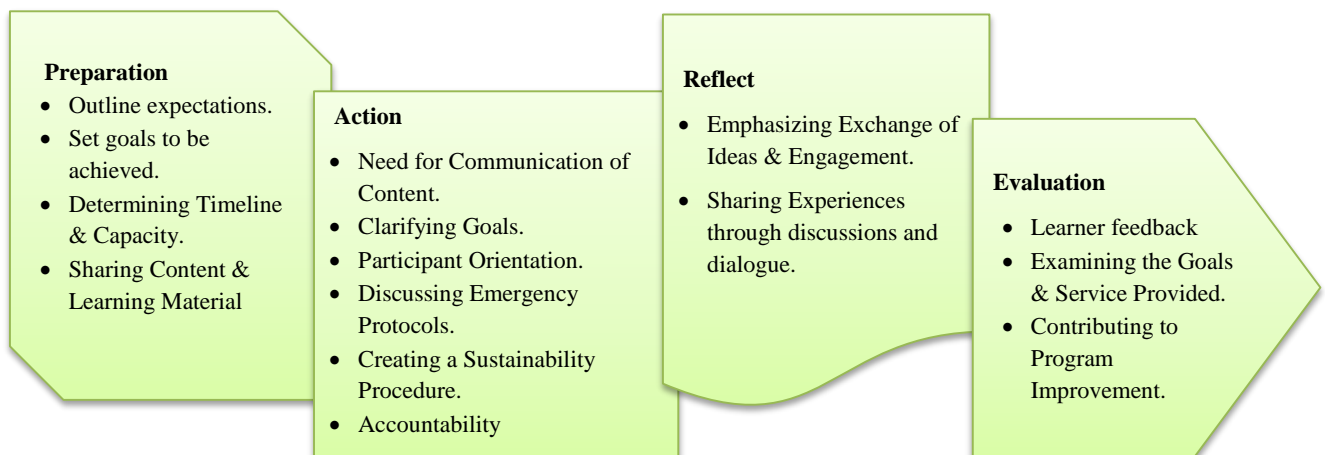 Preparation
• Outline expectations.
• Set goals to be
achieved.
• Determining Timeline
& Capacity.
• Sharing Content &
Learning Material
Action
• Need for Communication of
Content.
• Clarifying Goals.
• Participant Orientation.
• Discussing Emergency
Protocols.
• Creating a Sustainability
Procedure.
• Accountability
Reflect
• Emphasizing Exchange of
Ideas & Engagement.
• Sharing Experiences
through discussions and
dialogue.
Evaluation
• Learner feedback
• Examining the Goals
& Service Provided.
• Contributing to
Program
Improvement.